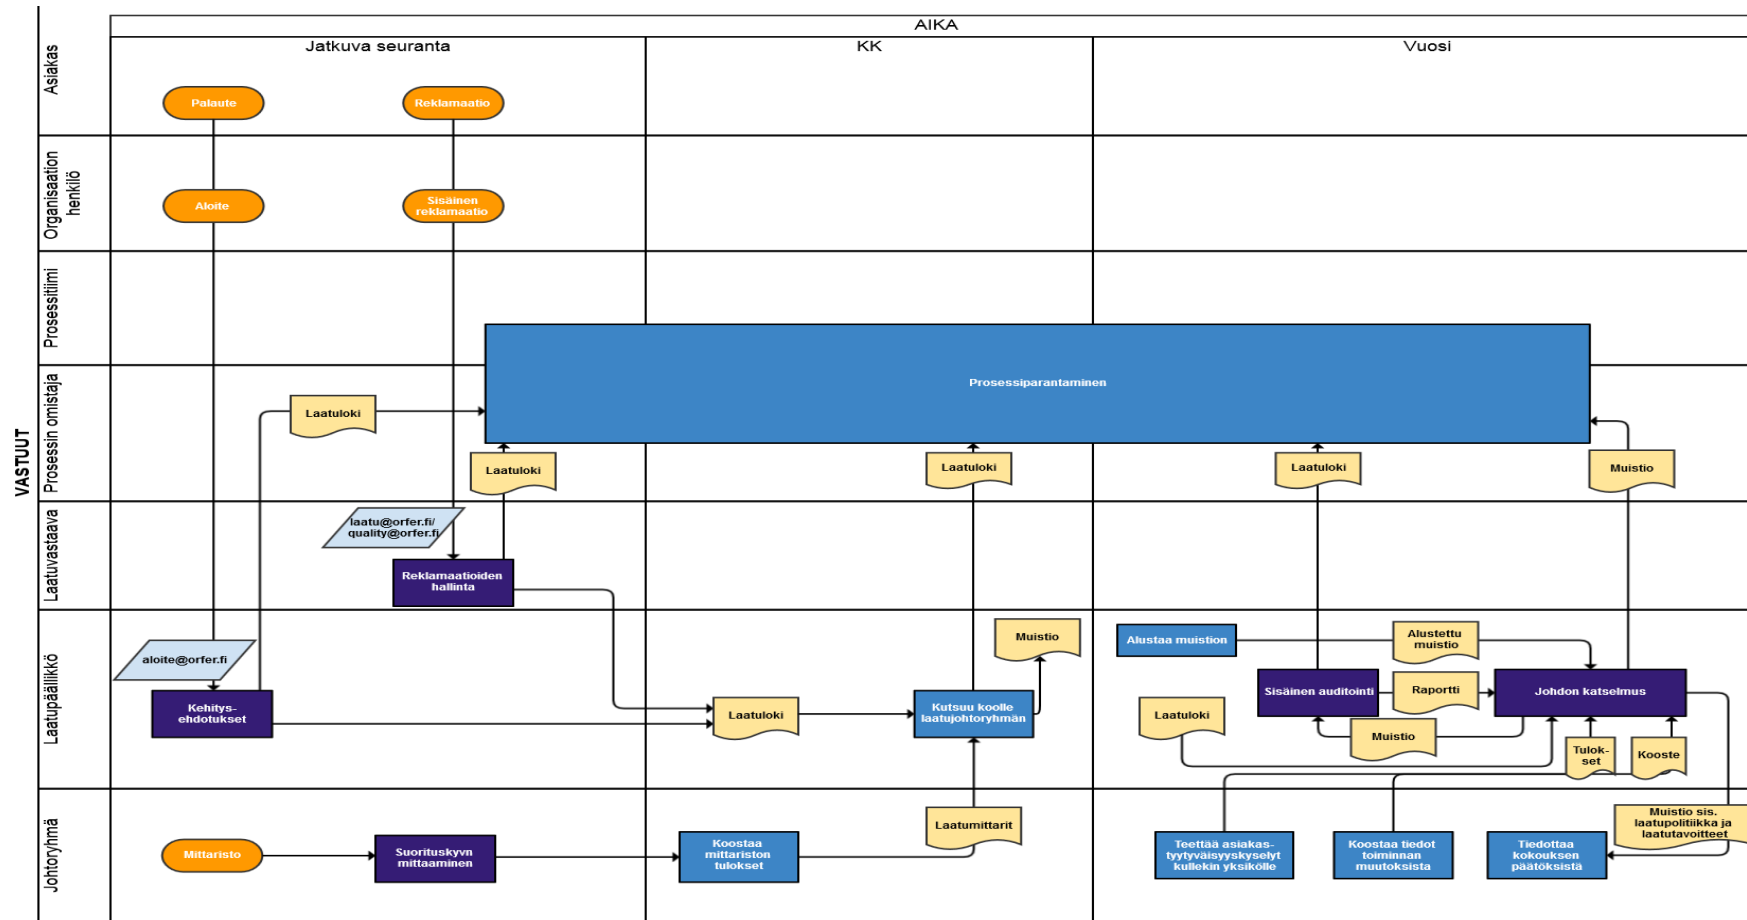 AIKA
Jatkuva seuranta
KK
Vuosi
VASTUUT
Asiakas
Palaute
Reklamaatio
Organisaation
henkilö
Aloite
Sisäinen
reklamaatio
Prosessitiimi
Prosessin omistaja
Prosessiparantaminen
Laatuloki
Laatuloki
Laatuloki
Laatuloki
Muistio
Laatuvastaava
laatu@orfer.fi/
quality@orfer.fi
Reklamaatioiden
hallinta
Laatupäällikkö
aloite@orfer.fi
Kehitys-
ehdotukset
Laatuloki
Kutsuu koolle
laatujohtoryhmän
Muistio
Alustaa muistion
Alustettu
muistio
Sisäinen auditointi
Raportti
Johdon katselmus
Laatuloki
Muistio
Tulok-
set
Kooste
Johtoryhmä
Mittaristo
Suorituskyvn
mittaaminen
Koostaa
mittariston
tulokset
Laatumittarit
Teettää asiakas-
tyytyväisyyskyselyt
kullekin yksikölle
Koostaa tiedot
toiminnan
muutoksista
Tiedottaa
kokouksen
päätöksistä
Muistio sis.
laatupolitiikka ja
laatutavoitteet